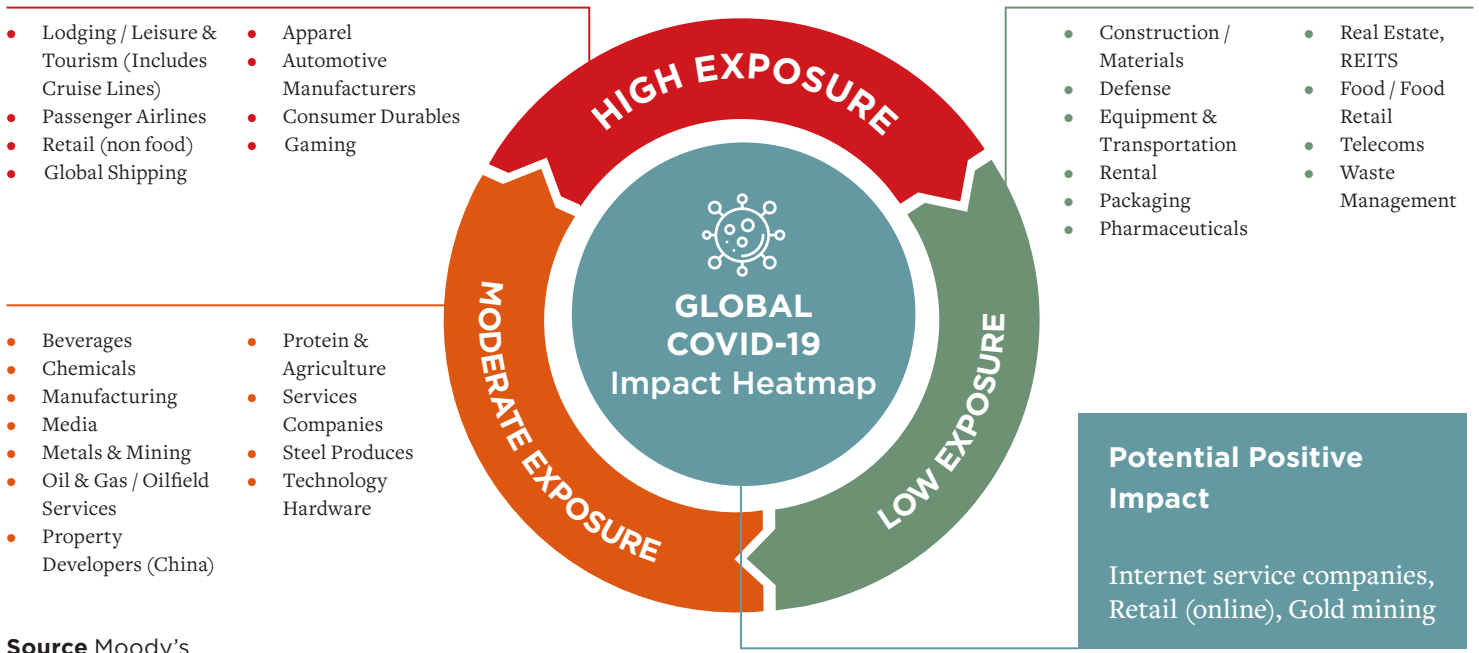 Lodging / Leisure &
Tourism (Includes
Cruise Lines)
Passenger Airlines
Retail (non food)
Global Shipping
Apparel
Automotive
Manufacturers
Consumer Durables
Gaming
HIGH EXPOSURE
Construction /
Materials
Defense
Equipment &
Transportation
Rental
Packaging
Pharmaceuticals
Real Estate,
REITS
Food / Food
Retail
Telecoms
Waste
Management
GLOBAL
COVID-19
Impact Heatmap
MODERATE EXPOSURE
LOW EXPOSURE
Beverages
Chemicals
Manufacturing
Media
Metals & Mining
Oil & Gas / Oilfield
Services
Property
Developers (China)
Protein &
Agriculture
Services
Companies
Steel Produces
Technology
Hardware
Potential Positive
Impact
Internet service companies,
Retail (online), Gold mining
Source Moody's